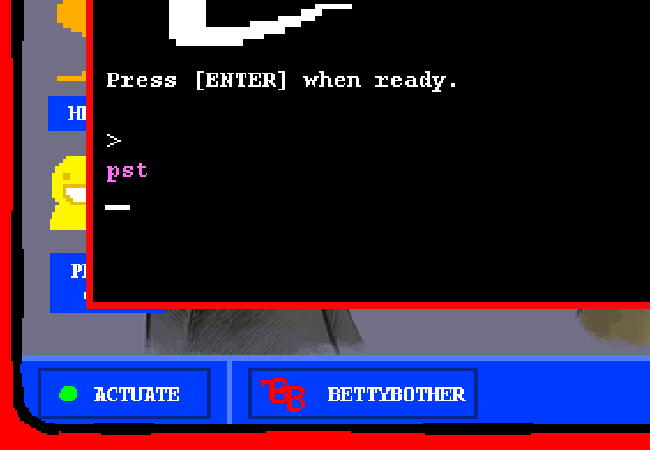 Press [ENTER] when ready.
>
pst
ACTUATE
BB BETTYBOTHER